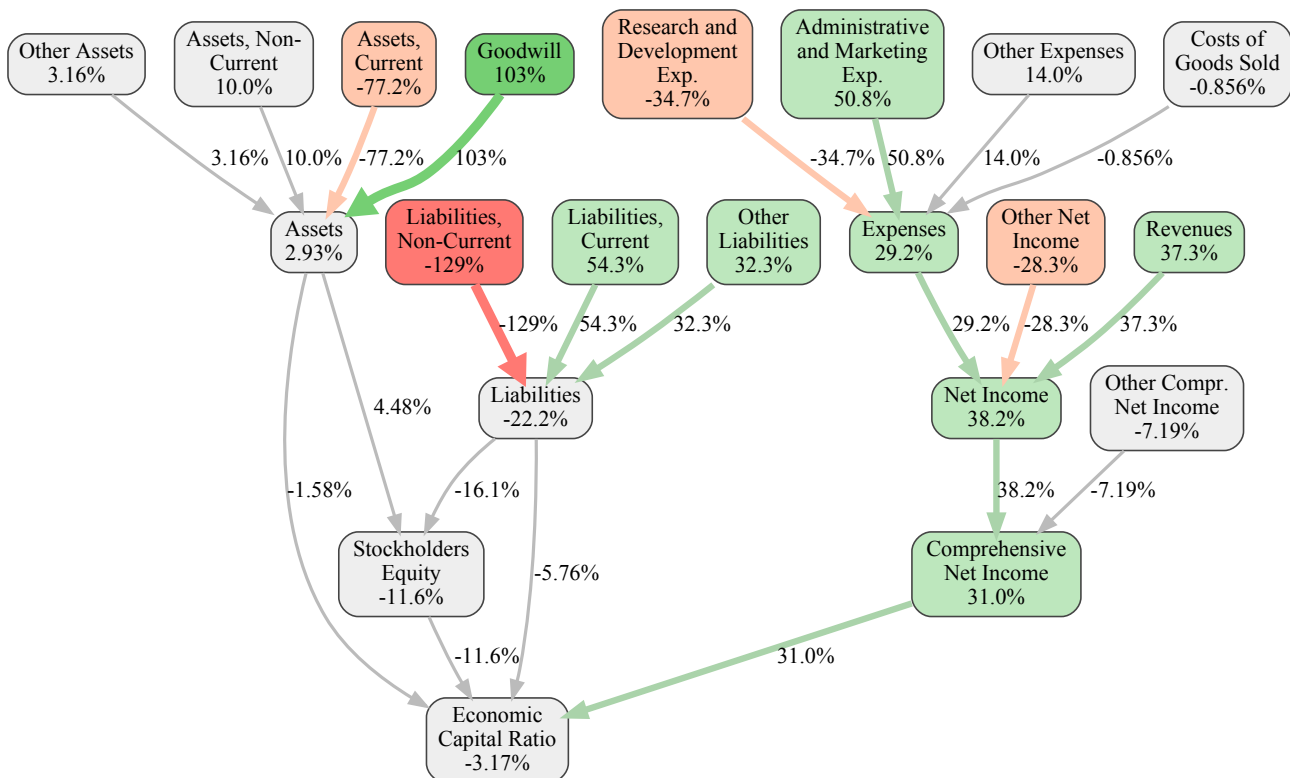 Other Assets
3.16%
Assets, Non-
Current
10.0%
Assets,
Current
-77.2%
Goodwill
103%
Research and
Development
Exp.
-34.7%
Administrative
and Marketing
Exp.
50.8%
Other Expenses
14.0%
Costs of
Goods Sold
-0.856%
3.16%
10.0%
-77.2%
103%
-34.7%
50.8%
14.0%
-0.856%
Assets
2.93%
Liabilities,
Non-Current
-129%
Liabilities,
Current
54.3%
Other
Liabilities
32.3%
Expenses
29.2%
Other Net
Income
-28.3%
Revenues
37.3%
-129%
54.3%
32.3%
29.2%
-28.3%
37.3%
Liabilities
-22.2%
Net Income
38.2%
Other Compr.
Net Income
-7.19%
4.48%
-1.58%
-16.1%
38.2%
-7.19%
Stockholders
Equity
-11.6%
-5.76%
Comprehensive
Net Income
31.0%
-11.6%
31.0%
Economic
Capital Ratio
-3.17%